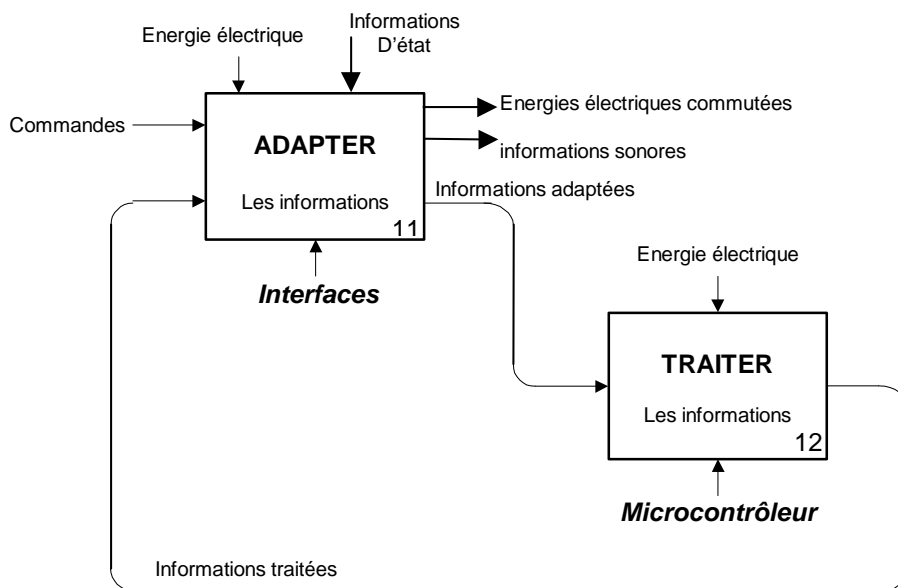 Informations
D'état
Energie électrique
Energies électriques commutées
Commandes
ADAPTER
informations sonores
Les informations
Informations adaptées
11
Interfaces
Energie électrique
TRAITER
Les informations
12
Microcontrôleur
Informations traitées